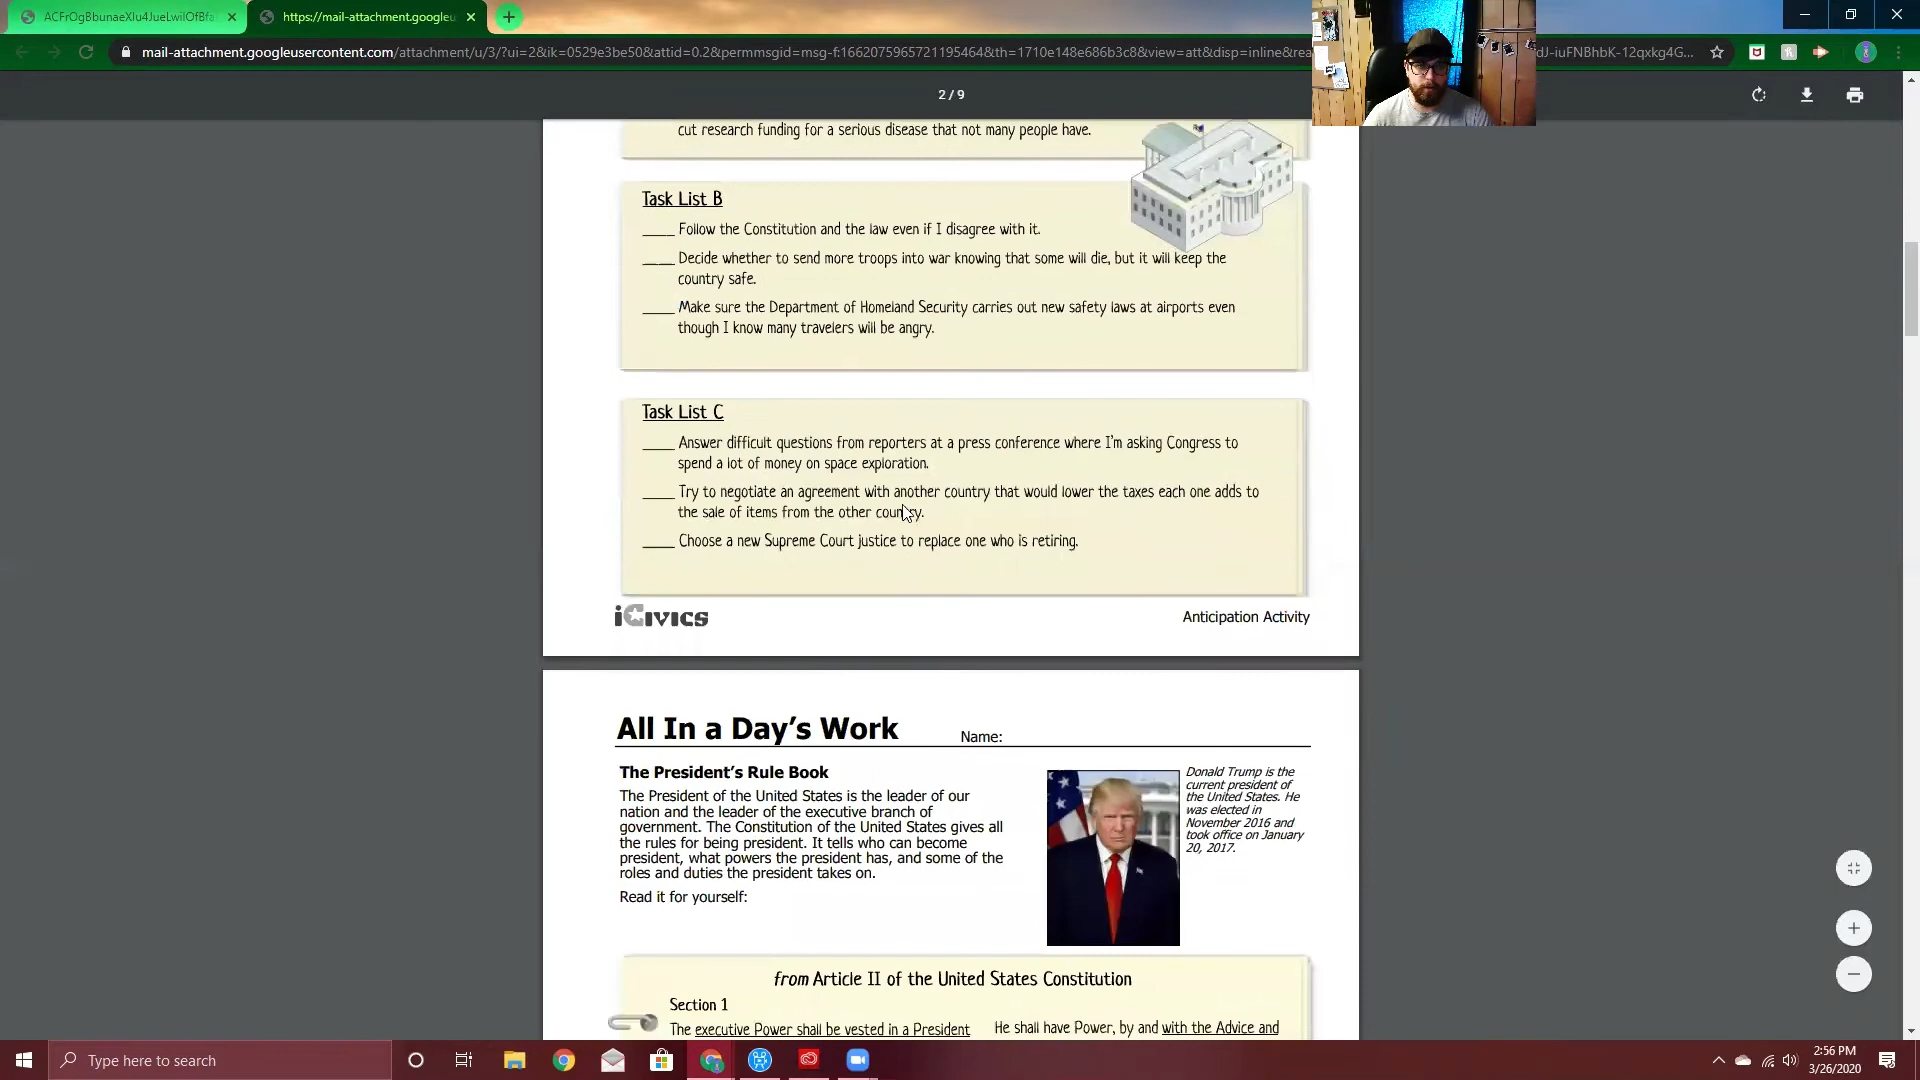 ACFrOgBbunaeXlu4JueLwilOfBfa
https://mail-attachment.googleu
mail-attachment.googleusercontent.com/attachment/u/3/?ui=2&ik=0529e3be50&attid=0.2&permmsgid=msg-f:1662075965721195464&th=1710e148e686b3c8&view=att&disp=inline&rea
dJ-iuFNBhbK-12qxkg4G...
2 / 9
cut research funding for a serious disease that not many people have.
Task List B
____ Follow the Constitution and the law even if I disagree with it.
____ Decide whether to send more troops into war knowing that some will die, but it will keep the
country safe.
____ Make sure the Department of Homeland Security carries out new safety laws at airports even
though I know many travelers will be angry.
Task List C
____ Answer difficult questions from reporters at a press conference where I'm asking Congress to
spend a lot of money on space exploration.
____ Try to negotiate an agreement with another country that would lower the taxes each one adds to
the sale of items from the other country.
____ Choose a new Supreme Court justice to replace one who is retiring.
iCivics
Anticipation Activity
All In a Day's Work
Name:
The President's Rule Book
The President of the United States is the leader of our
nation and the leader of the executive branch of
government. The Constitution of the United States gives all
the rules for being president. It tells who can become
president, what powers the president has, and some of the
roles and duties the president takes on.
Read it for yourself:
Donald Trump is the
current president of
the United States. He
was elected in
November 2016 and
took office on January
20, 2017.
from Article II of the United States Constitution
Section 1
The executive Power shall be vested in a President
He shall have Power, by and with the Advice and
Type here to search
2:56 PM
3/26/2020